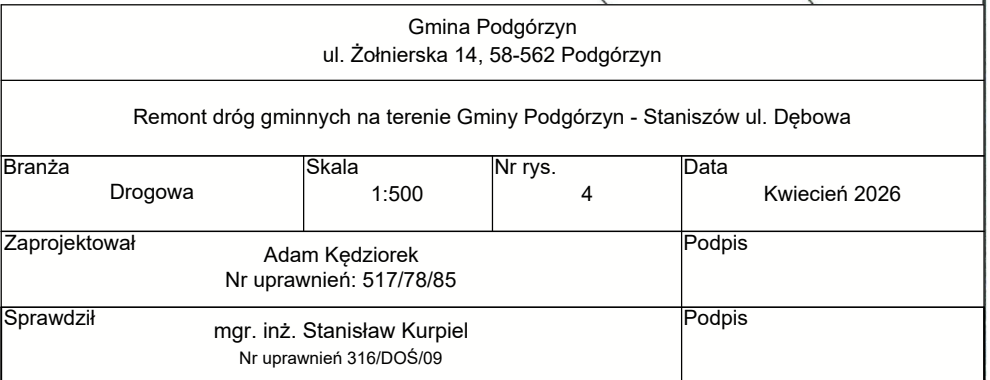 Gmina Podgórzyn
ul. Żołnierska 14, 58-562 Podgórzyn
Remont dróg gminnych na terenie Gminy Podgórzyn - Staniszów ul. Dębowa
Branża
Drogowa
Skala
1:500
Nr rys.
4
Data
Kwiecień 2026
Zaprojektował
Adam Kędziorek
Nr uprawnień: 517/78/85
Podpis
Sprawdził
mgr. inż. Stanisław Kurpiel
Nr uprawnień 316/DOŚ/09
Podpis